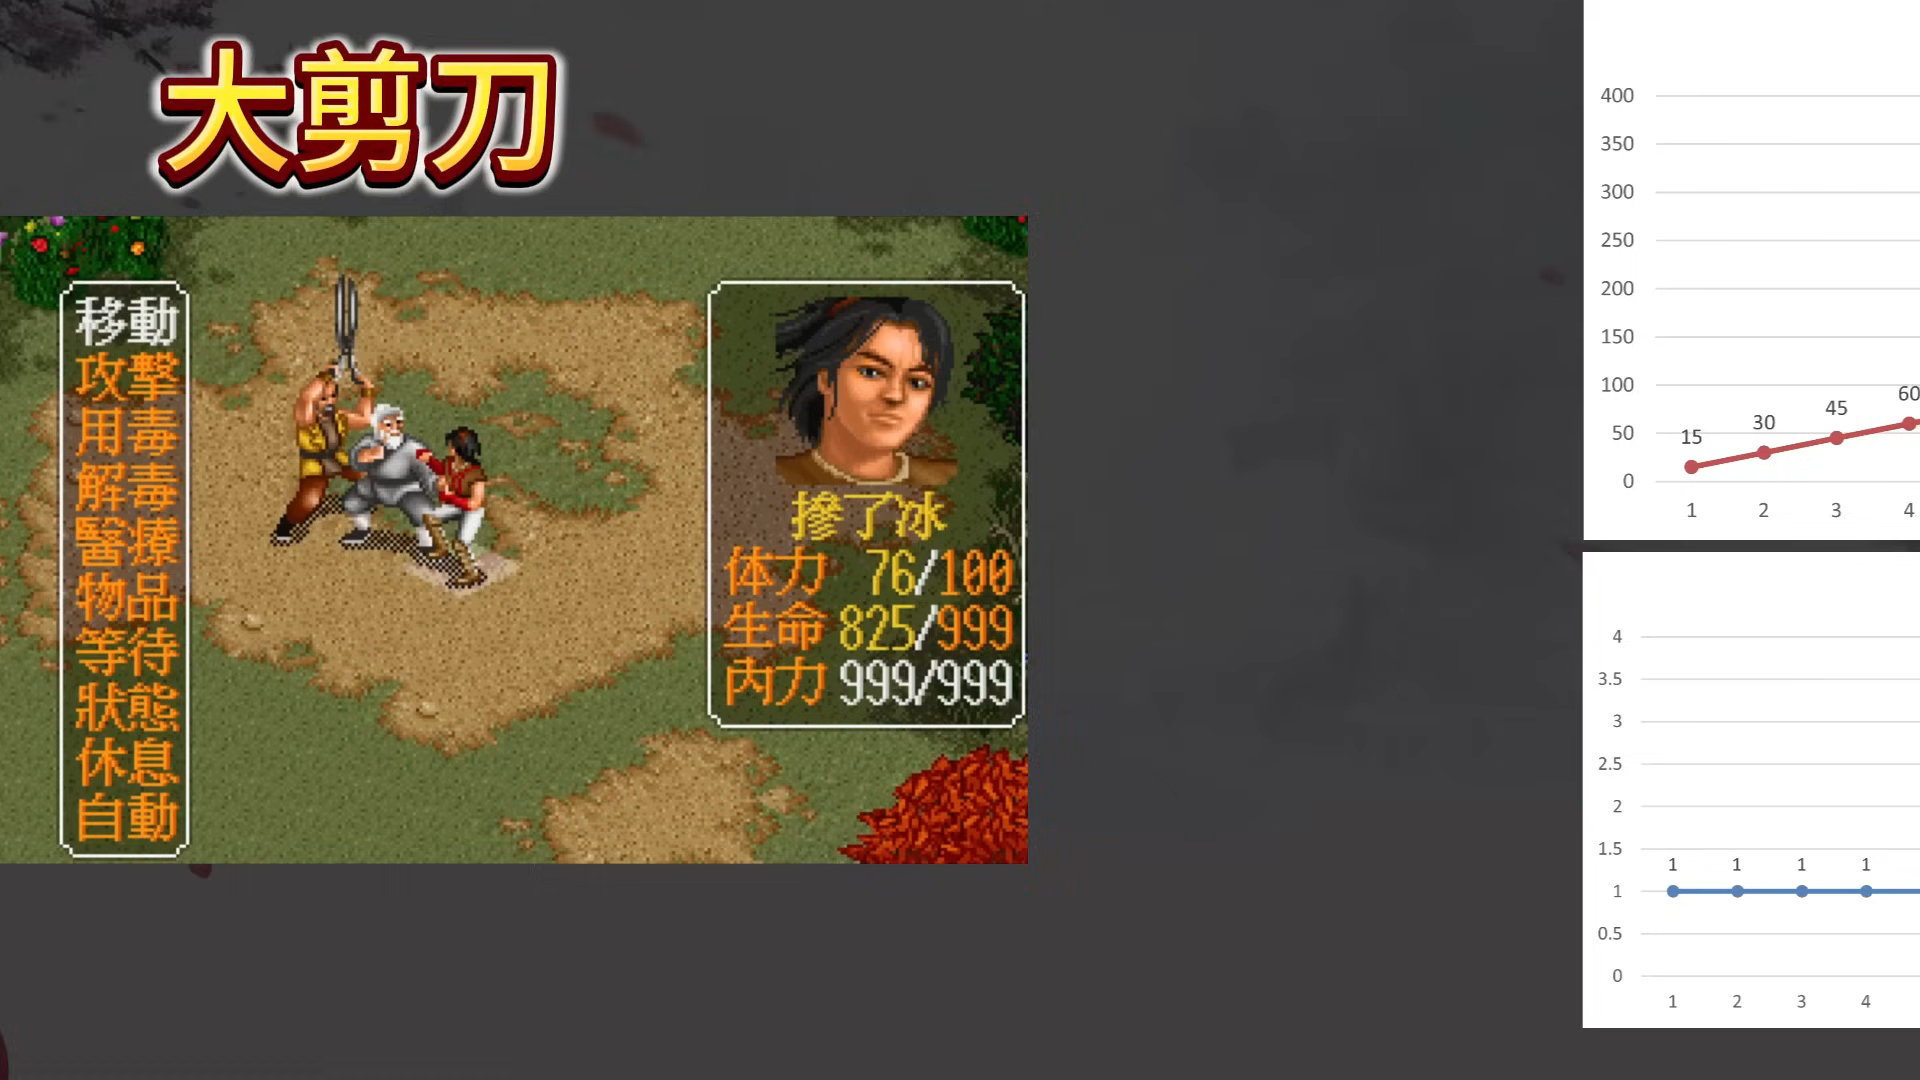 大剪刀
移動
攻擊
用毒
解毒
醫療
物品
等待
狀態
休息
自動
摻了冰
体力 76/100
生命 825/999
內力 999/999
400
350
300
250
200
150
100
50
0
15
30
45
60
1 2 3 4
4
3.5
3
2.5
2
1.5
1
0.5
0
1 1 1 1
1 2 3 4